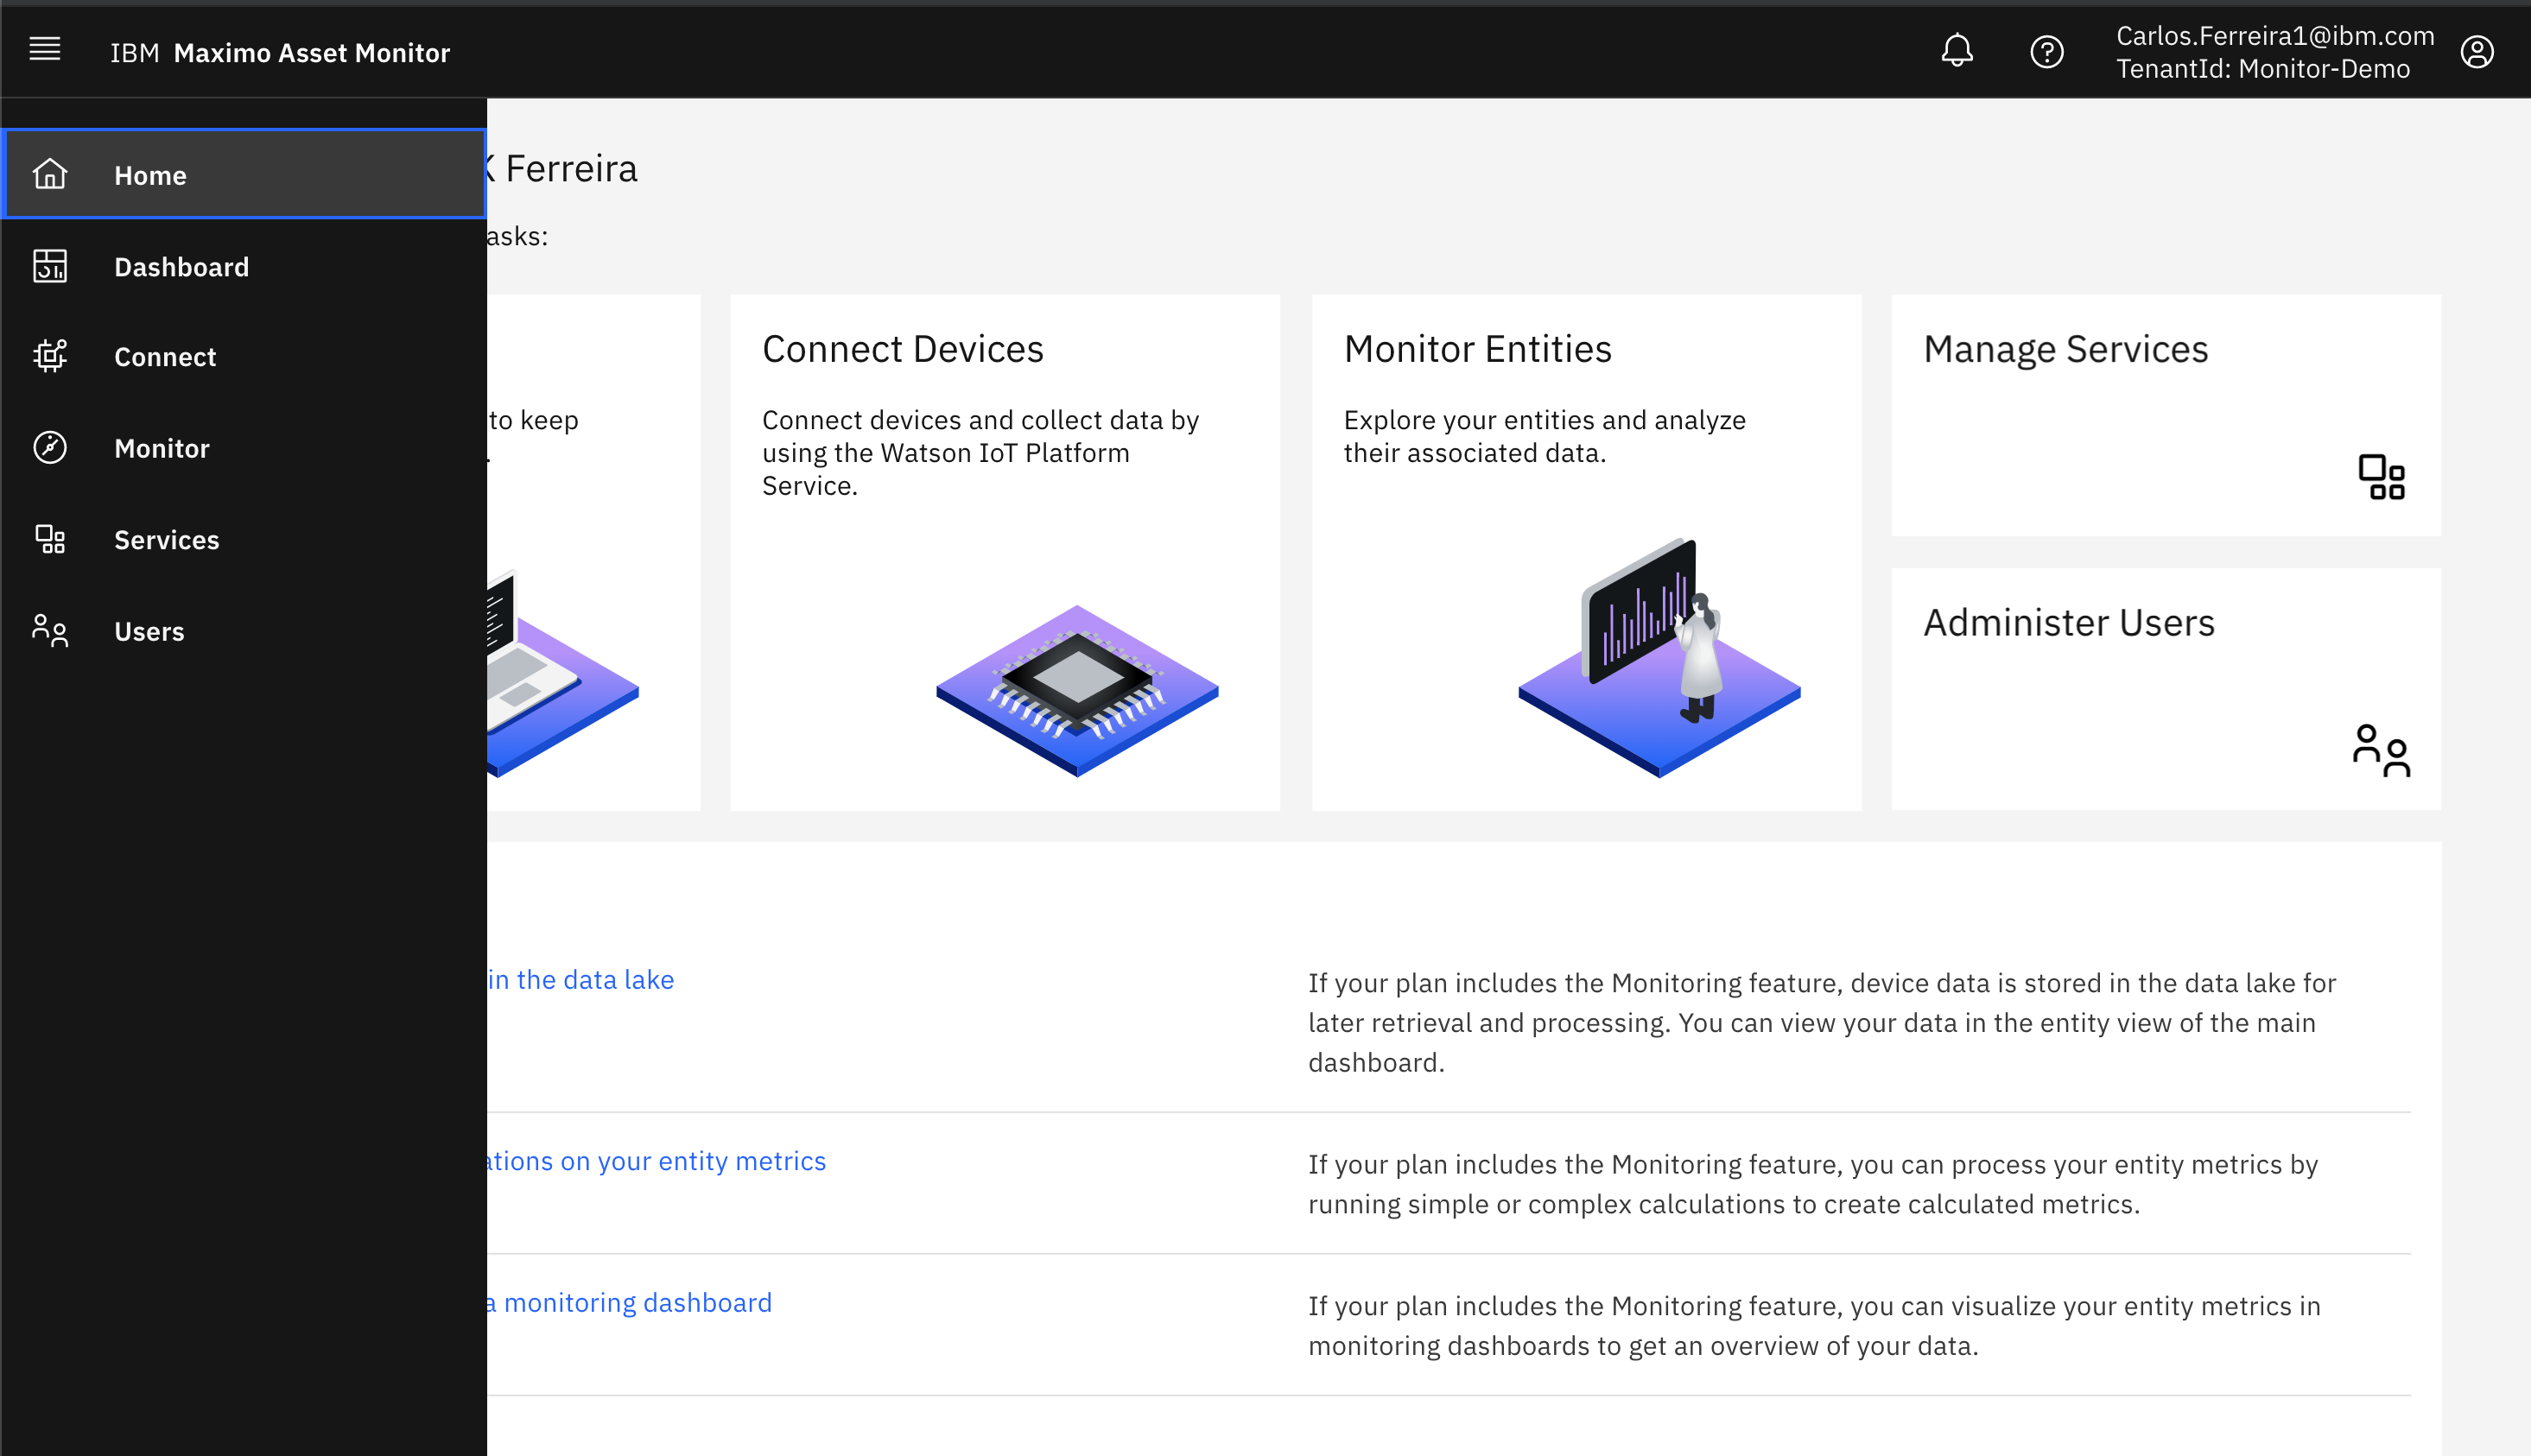 IBM Maximo Asset Monitor
Carlos.Ferreira1@ibm.com
TenantId: Monitor-Demo
Home
Dashboard
Connect
Monitor
Services
Users
Ferreira
asks:
to keep
.
Connect Devices
Connect devices and collect data by
using the Watson IoT Platform
Service.
Monitor Entities
Explore your entities and analyze
their associated data.
Manage Services
Administer Users
in the data lake
If your plan includes the Monitoring feature, device data is stored in the data lake for
later retrieval and processing. You can view your data in the entity view of the main
dashboard.
ations on your entity metrics
If your plan includes the Monitoring feature, you can process your entity metrics by
running simple or complex calculations to create calculated metrics.
a monitoring dashboard
If your plan includes the Monitoring feature, you can visualize your entity metrics in
monitoring dashboards to get an overview of your data.